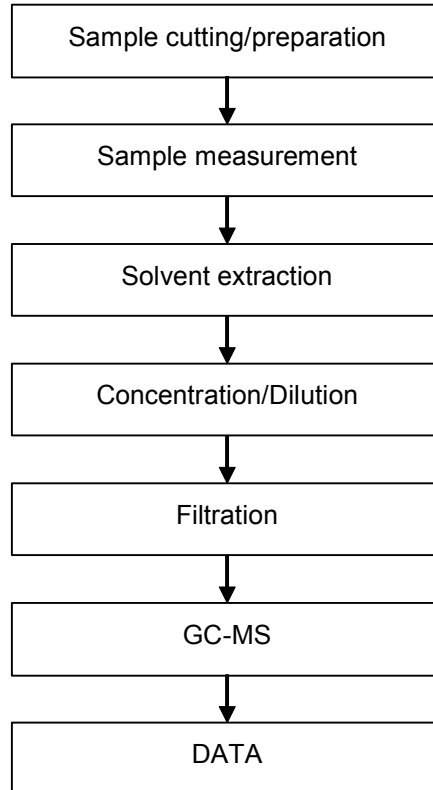 Sample cutting/preparation
Sample measurement
Solvent extraction
Concentration/Dilution
Filtration
GC-MS
DATA